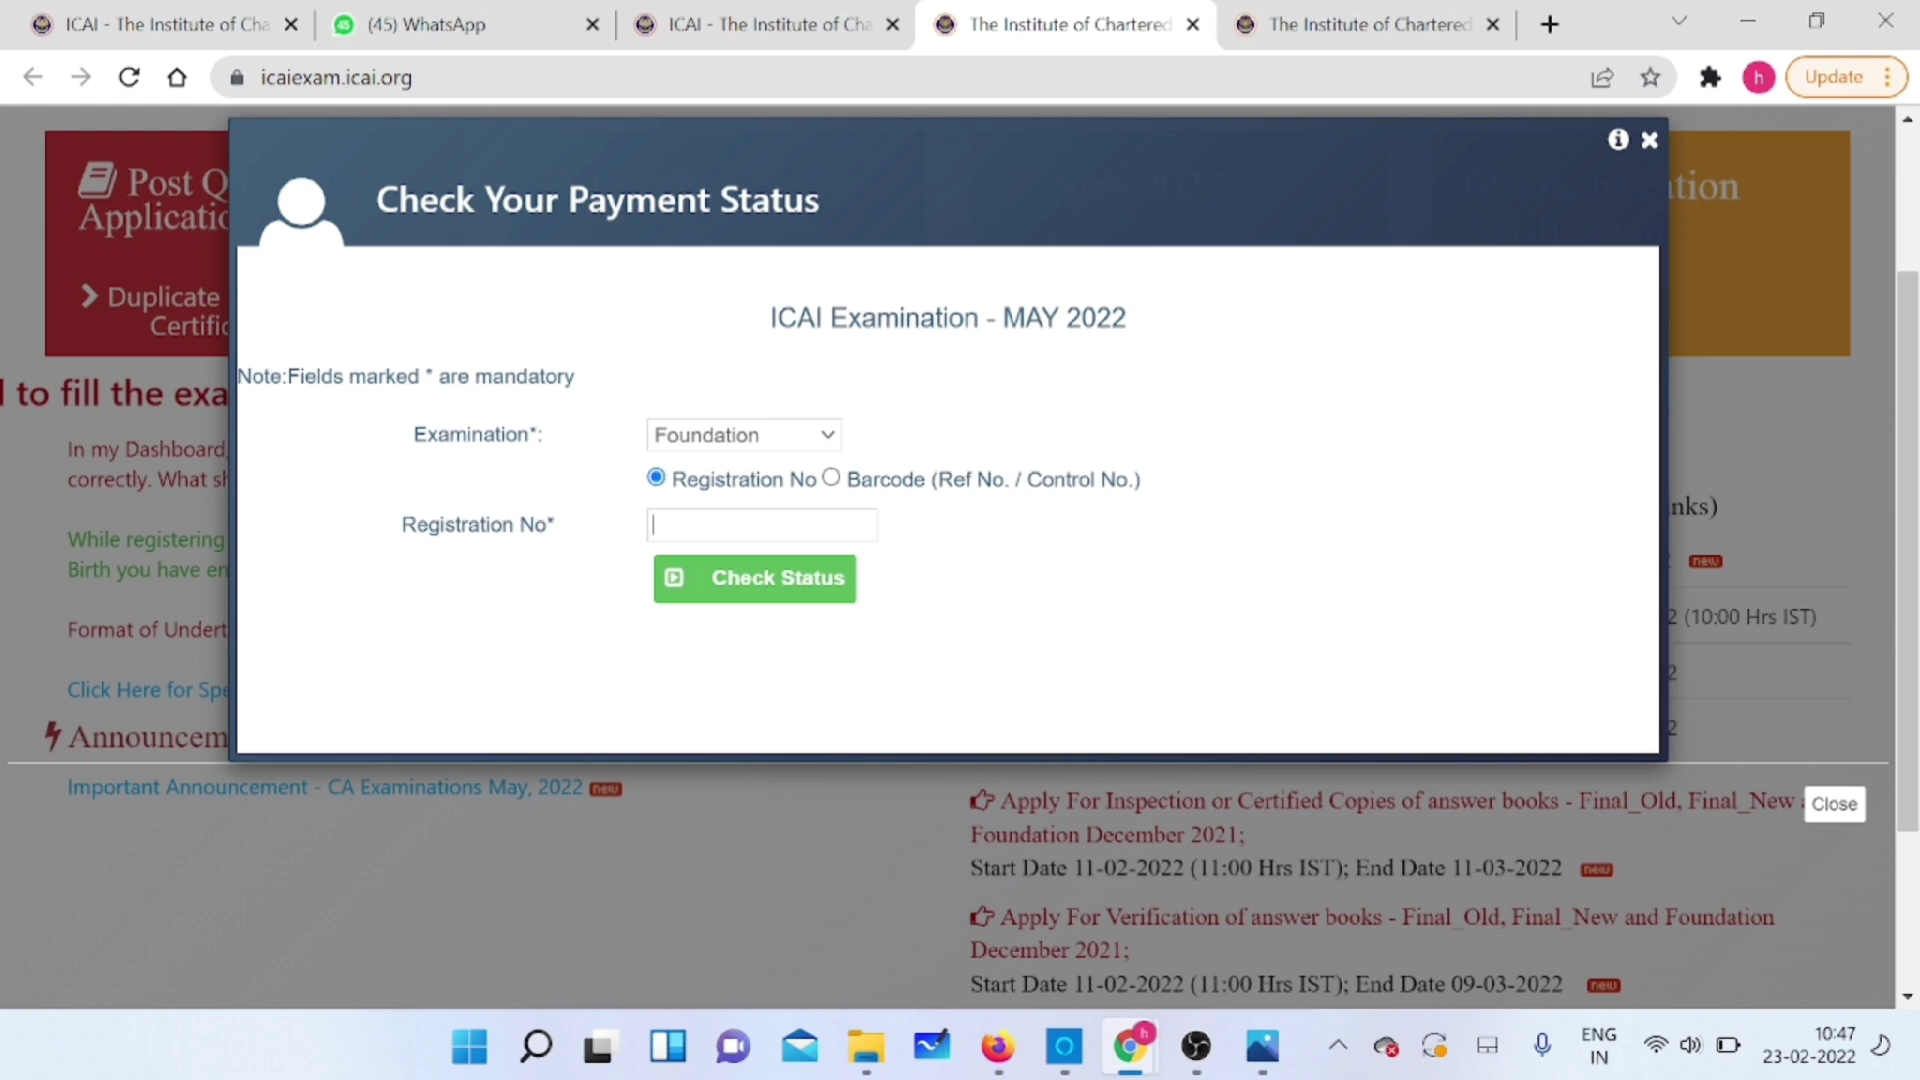 ICAI - The Institute of Cha
(45) WhatsApp
ICAI - The Institute of Cha
The Institute of Chartered
The Institute of Chartered
icaiexam.icai.org
h
Update
Post Q
Applicatio
Duplicate
Certific
Check Your Payment Status
ICAI Examination - MAY 2022
Note:Fields marked * are mandatory
Examination*:
Foundation
Registration No
Barcode (Ref No. / Control No.)
Registration No*
Check Status
tion
to fill the exa
In my Dashboard,
correctly. What sh
While registering
Birth you have en
Format of Undert
Click Here for Spe
Announcem
Important Announcement - CA Examinations May, 2022 new
nks)
new
2 (10:00 Hrs IST)
2
2
Apply For Inspection or Certified Copies of answer books - Final_Old, Final_New
Foundation December 2021;
Start Date 11-02-2022 (11:00 Hrs IST); End Date 11-03-2022 new
Close
Apply For Verification of answer books - Final_Old, Final_New and Foundation
December 2021;
Start Date 11-02-2022 (11:00 Hrs IST); End Date 09-03-2022 new
ENG
IN
10:47
23-02-2022